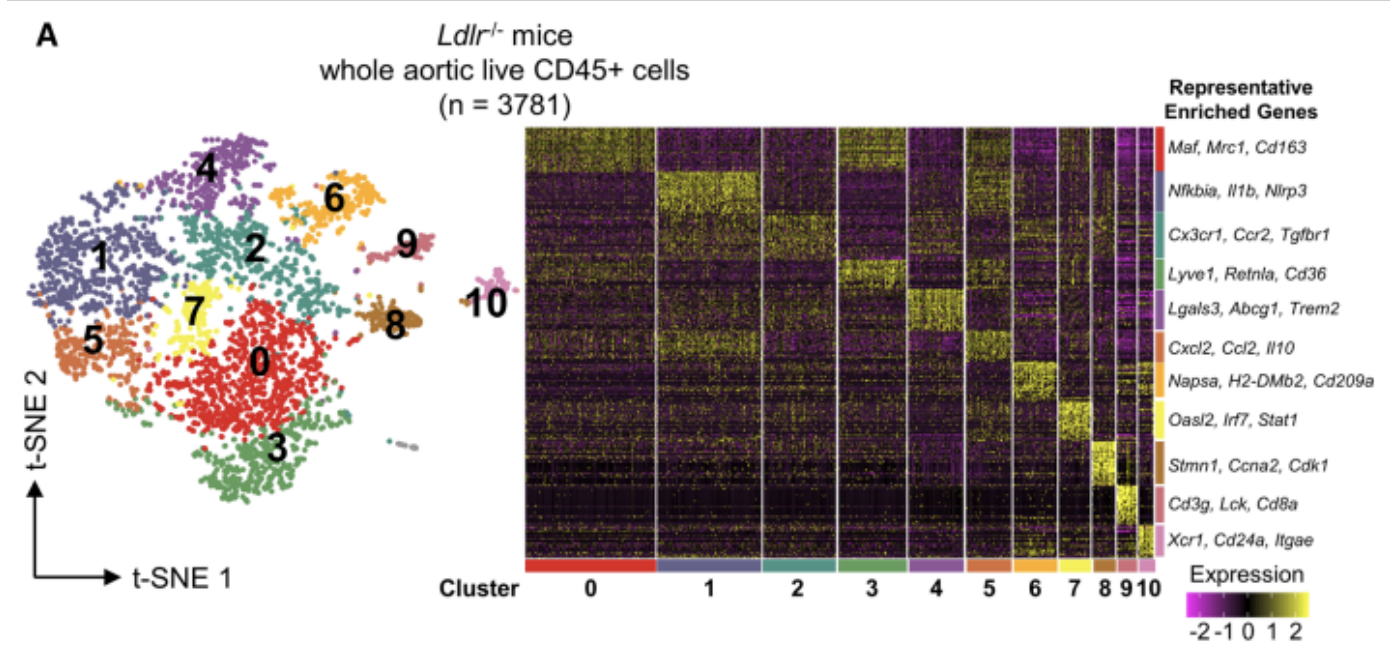 A
Ldlr-/- mice
whole aortic live CD45+ cells
(n = 3781)
Representative
Enriched Genes
4
6
1
2
9
10
7
8
5
0
3
t-SNE 2
t-SNE 1
Maf, Mrc1, Cd163
Nfkbia, Il1b, Nlrp3
Cx3cr1, Ccr2, Tgfbr1
Lyve1, Retnla, Cd36
Lgals3, Abcg1, Trem2
Cxcl2, Ccl2, Il10
Napsa, H2-DMb2, Cd209a
Oasl2, Irf7, Stat1
Stmn1, Ccna2, Cdk1
Cd3g, Lck, Cd8a
Xcr1, Cd24a, Itgae
Cluster 0 1 2 3 4 5 6 7 8 9 10
Expression
-2 -1 0 1 2